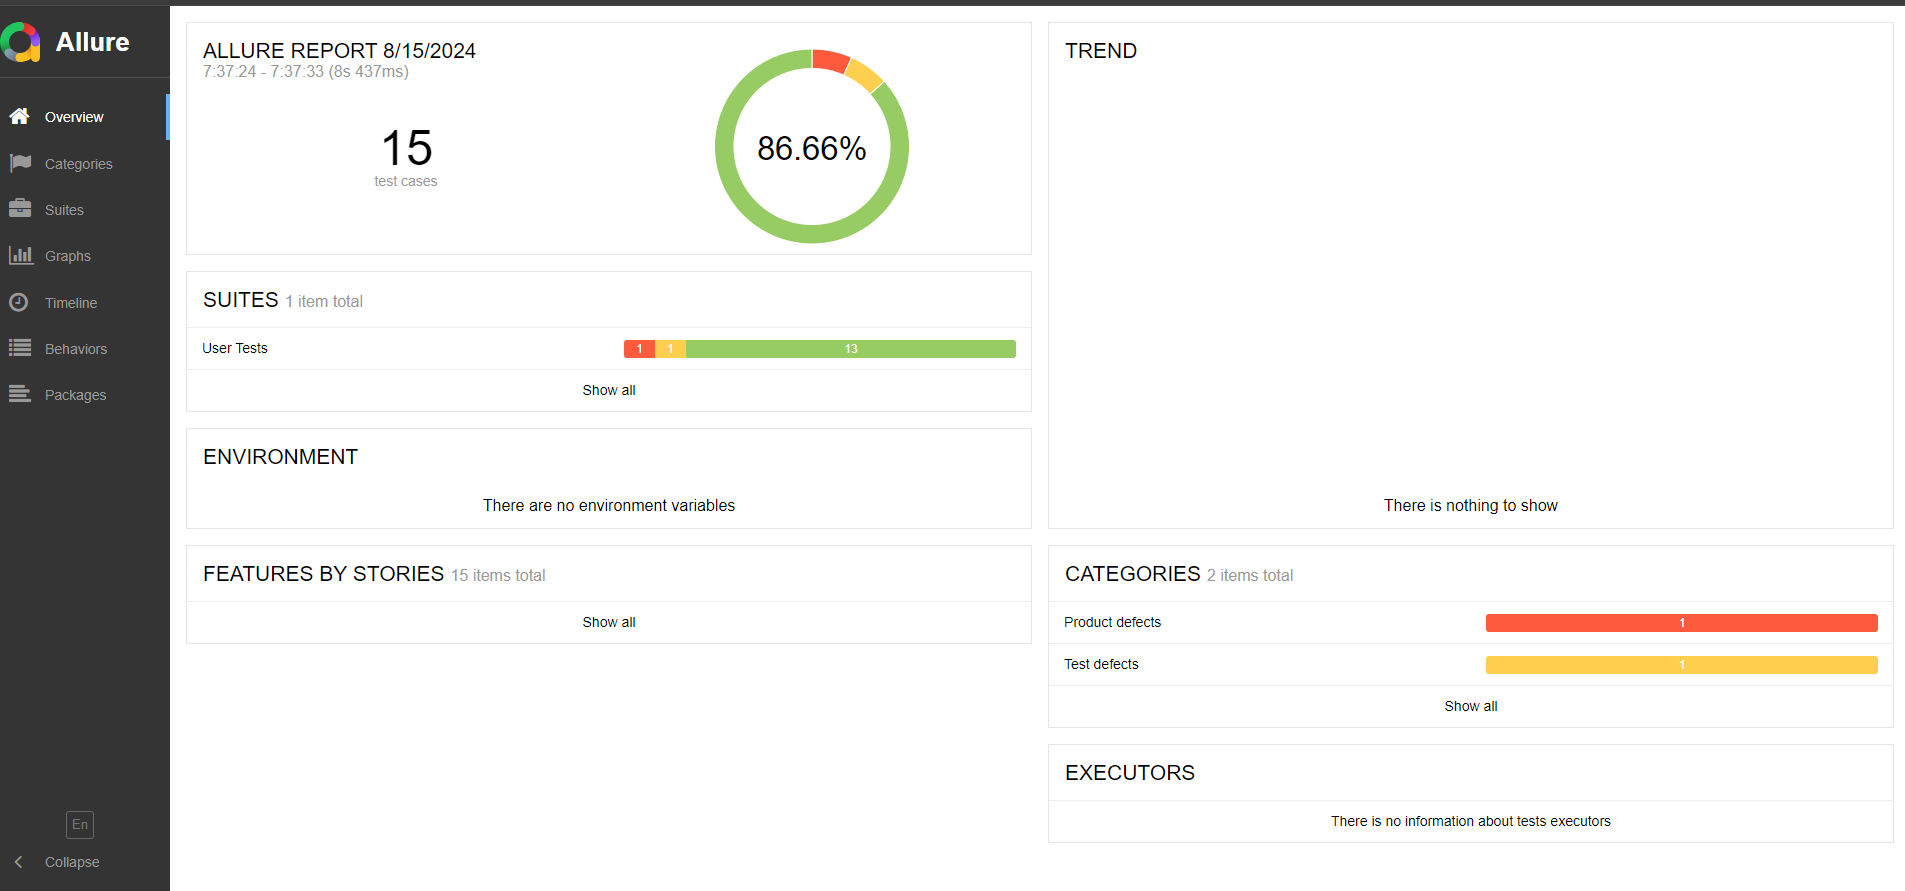 Allure
Overview
Categories
Suites
Graphs
Timeline
Behaviors
Packages
En
Collapse
ALLURE REPORT 8/15/2024
7:37:24 - 7:37:33 (8s 437ms)
15
test cases
86.66%
SUITES 1 item total
User Tests 1 1 13
Show all
ENVIRONMENT
There are no environment variables
FEATURES BY STORIES 15 items total
Show all
TREND
There is nothing to show
CATEGORIES 2 items total
Product defects 1
Test defects 1
Show all
EXECUTORS
There is no information about tests executors